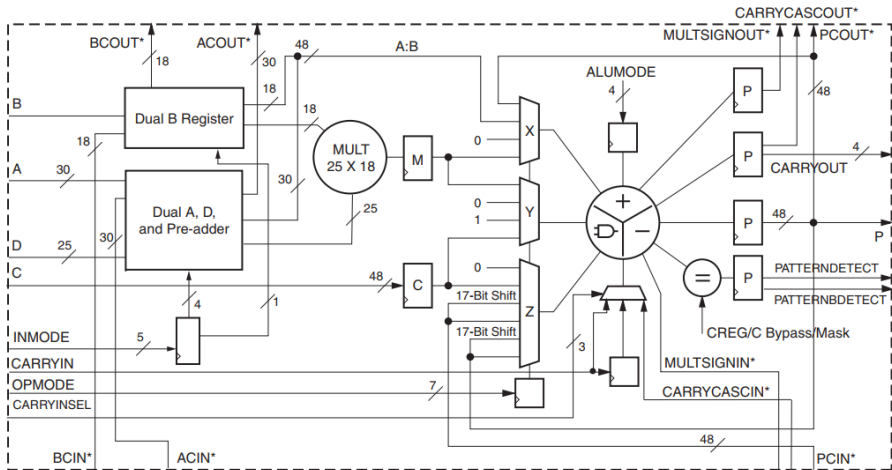 CARRYCASCOUT*
BCOUT* ACOUT* MULTSIGNOUT* PCOUT*
18 30 48 A:B
ALUMODE
4
48
B
18
18
Dual B Register
18
MULT
25 X 18
0
X
P
P
4
CARRYOUT
M
A
30
30
25
Dual A, D,
and Pre-adder
30
0
1
Y
+
−
P
48
P
D
25
C
48
C
0
17-Bit Shift
17-Bit Shift
Z
=
P
PATTERNDETECT
PATTERNBDETECT
CREG/C Bypass/Mask
4
1
3
INMODE
5
CARRYIN
OPMODE
7
CARRYINSEL
MULTSIGNIN*
CARRYCASCIN*
48
BCIN* ACIN* PCIN*